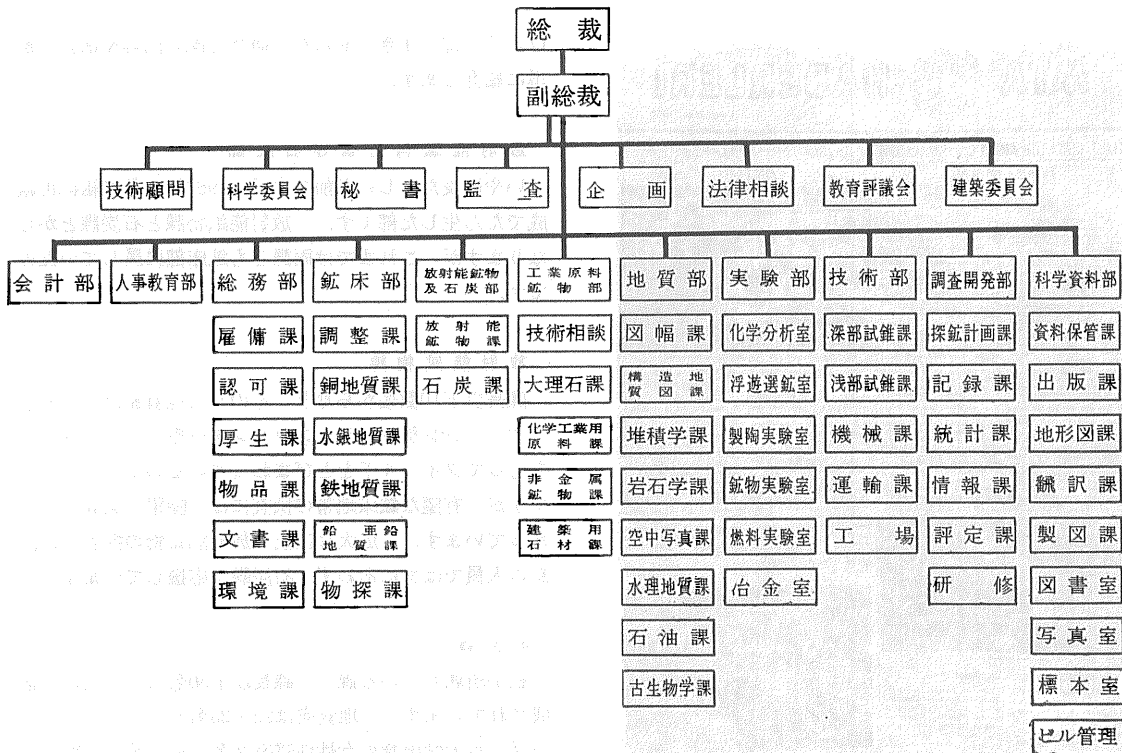 総裁
副総裁
技術顧問 科学委員会 秘書 監査 企画 法律相談 教育評議会 建築委員会
会計部 人事教育部 総務部 鉱床部 放射能鉱物及石炭部 工業原料鉱物部 地質部 実験部 技術部 調査開発部 科学資料部
雇傭課 調整課 放射能鉱物課 技術相談 図幅課 化学分析室 深部試錐課 探鉱計画課 資料保管課
認可課 銅地質課 石炭課 大理石課 構造地質図課 浮遊選鉱室 浅部試錐課 記録課 出版課
厚生課 水銀地質課 化学工業用原料課 堆積学課 製陶実験室 機械課 統計課 地形図課
物品課 鉄地質課 非金属鉱物課 岩石学課 鉱物実験室 運輸課 情報課 飜訳課
文書課 鉛亜鉛地質課 建築用石材課 空中写真課 燃料実験室 工場 評定課 製図課
環境課 物探課 水理地質課 冶金室 研修 図書室
石油課 写真室
古生物学課 標本室
ビル管理